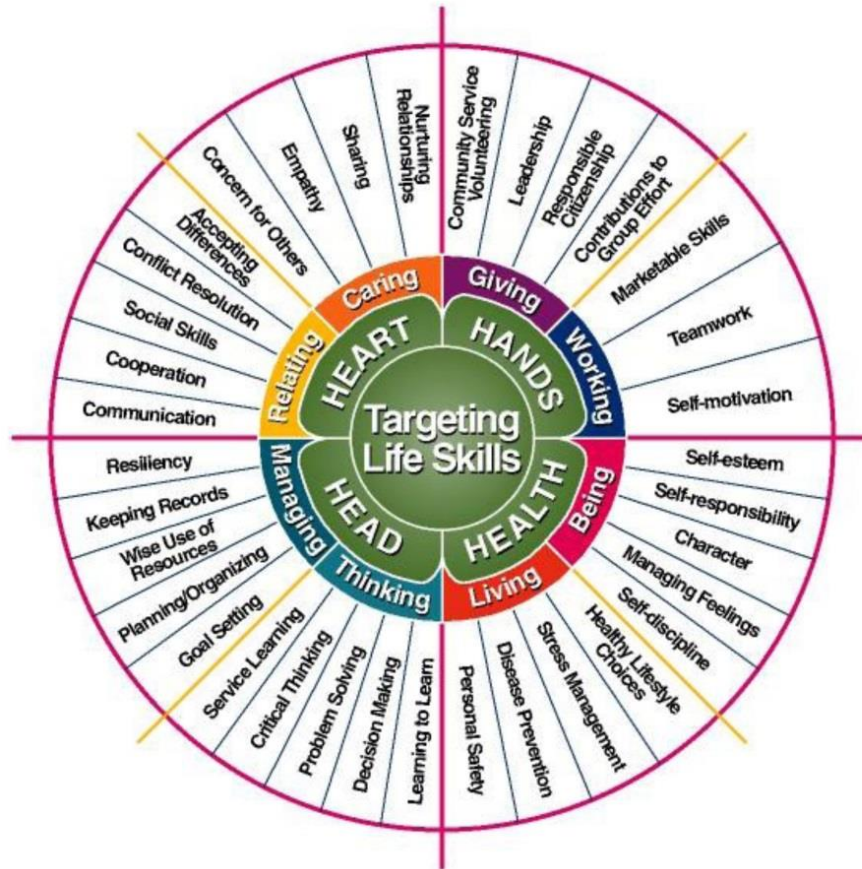 Targeting
Life Skills
HEART
HANDS
HEALTH
HEAD
Caring
Giving
Working
Being
Living
Thinking
Managing
Relating
Nurturing
Relationships
Sharing
Empathy
Concern for Others
Accepting
Differences
Conflict Resolution
Social Skills
Cooperation
Communication
Community Service
Volunteering
Leadership
Responsible
Citizenship
Contributions to
Group Effort
Marketable Skills
Teamwork
Self-motivation
Self-esteem
Self-responsibility
Character
Managing Feelings
Self-discipline
Healthy Lifestyle
Choices
Stress Management
Disease Prevention
Personal Safety
Learning to Learn
Decision Making
Problem Solving
Critical Thinking
Service Learning
Goal Setting
Planning/Organizing
Wise Use of
Resources
Keeping Records
Resiliency